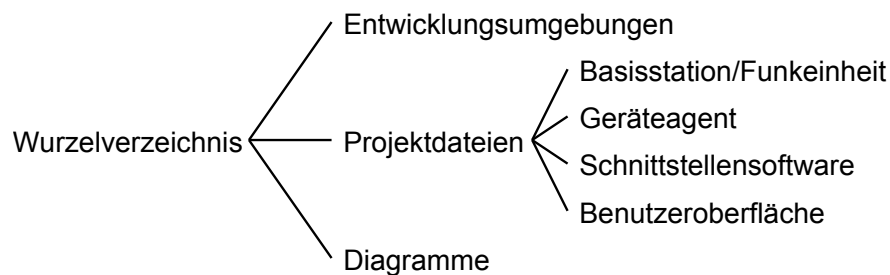 Wurzelverzeichnis
Entwicklungsumgebungen
Projektdateien
Basisstation/Funkeinheit
Geräteagent
Schnittstellensoftware
Benutzeroberfläche
Diagramme